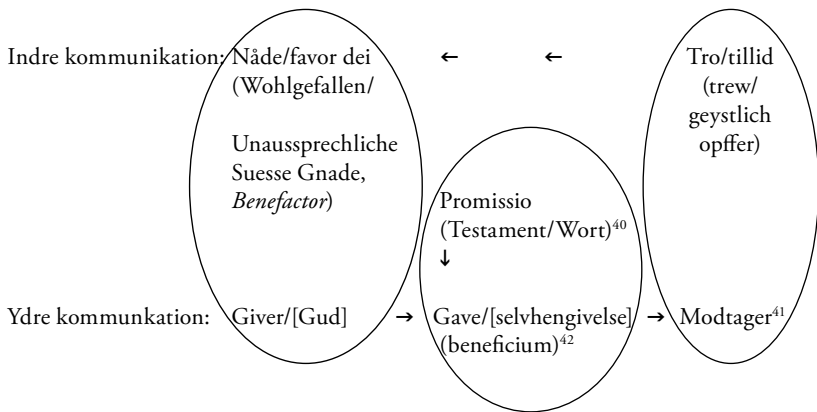 Indre kommunikation: Nåde/favor dei ← ← Tro/tillid
(Wohlgefallen/ (trew/
geystlich
Unaussprechliche opffer)
Suesse Gnade,
Benefactor) Promissio
(Testament/Wort)⁴⁰
↓
Ydre kommunkation: Giver/[Gud] → Gave/[selvhengivelse] → Modtager⁴¹
(beneficium)⁴²